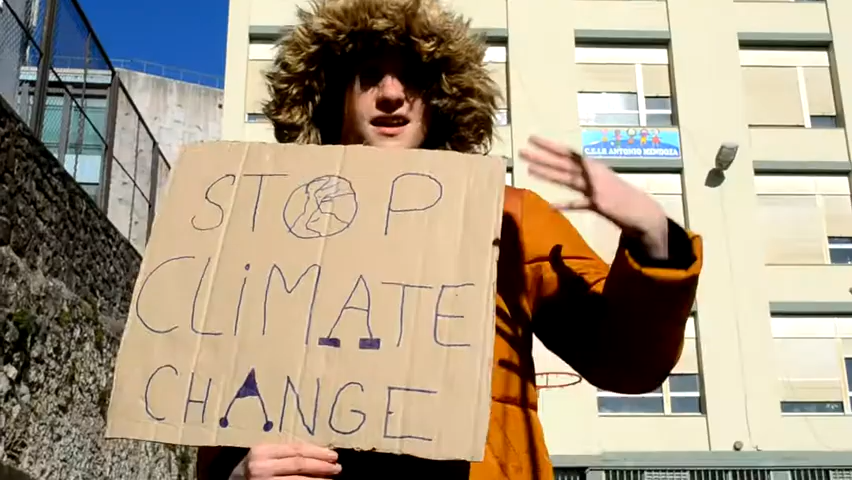 STOP
CLIMATE
CHANGE
C.E.I.P. ANTONIO MENDOZA